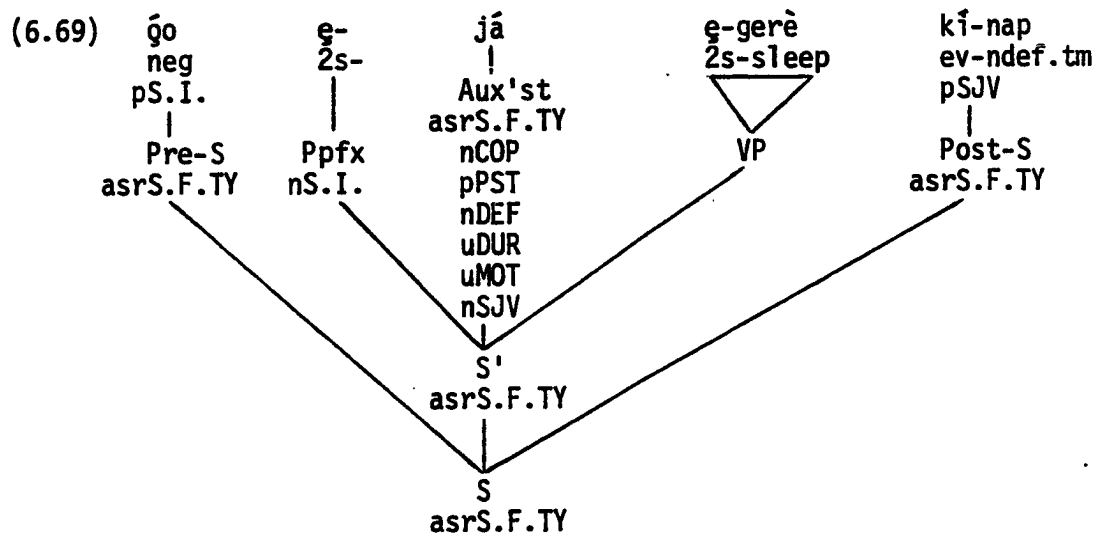 (6.69) ǫ́o ȩ- já ȩ-gerè kí-nap
neg 2s- ! 2s-sleep ev-ndef.tm
pS.I. Aux'st pSJV
asrS.F.TY
Pre-S Ppfx nCOP VP Post-S
asrS.F.TY nS.I. pPST asrS.F.TY
nDEF
uDUR
uMOT
nSJV
S'
asrS.F.TY
S
asrS.F.TY